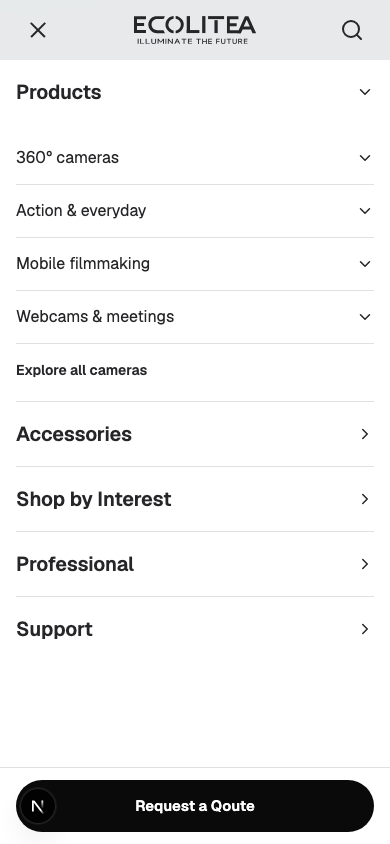 ECOLITEA
ILLUMINATE THE FUTURE
Products
360° cameras
Action & everyday
Mobile filmmaking
Webcams & meetings
Explore all cameras
Accessories
Shop by Interest
Professional
Support
N
Request a Qoute